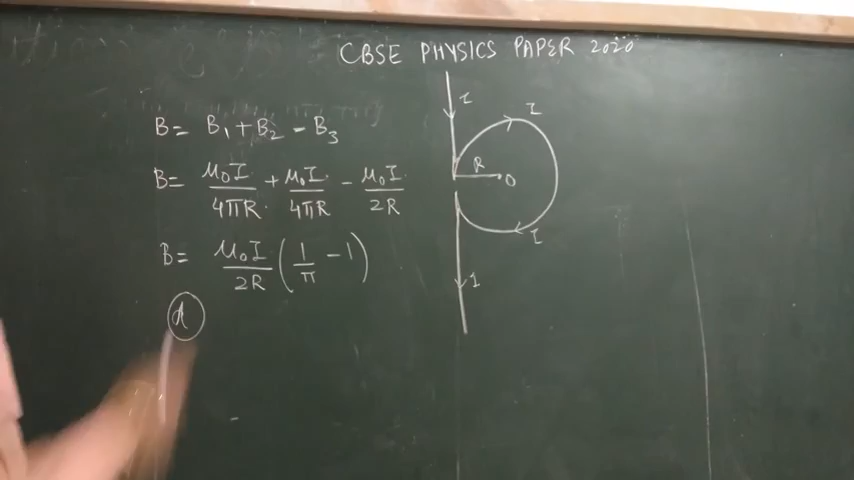 CBSE PHYSICS PAPER 2020
B = B₁ + B₂ - B₃
B = μ₀I/4πR + μ₀I/4πR - μ₀I/2R
B = μ₀I/2R (1/π - 1)
A
I
I
R
O
I
I